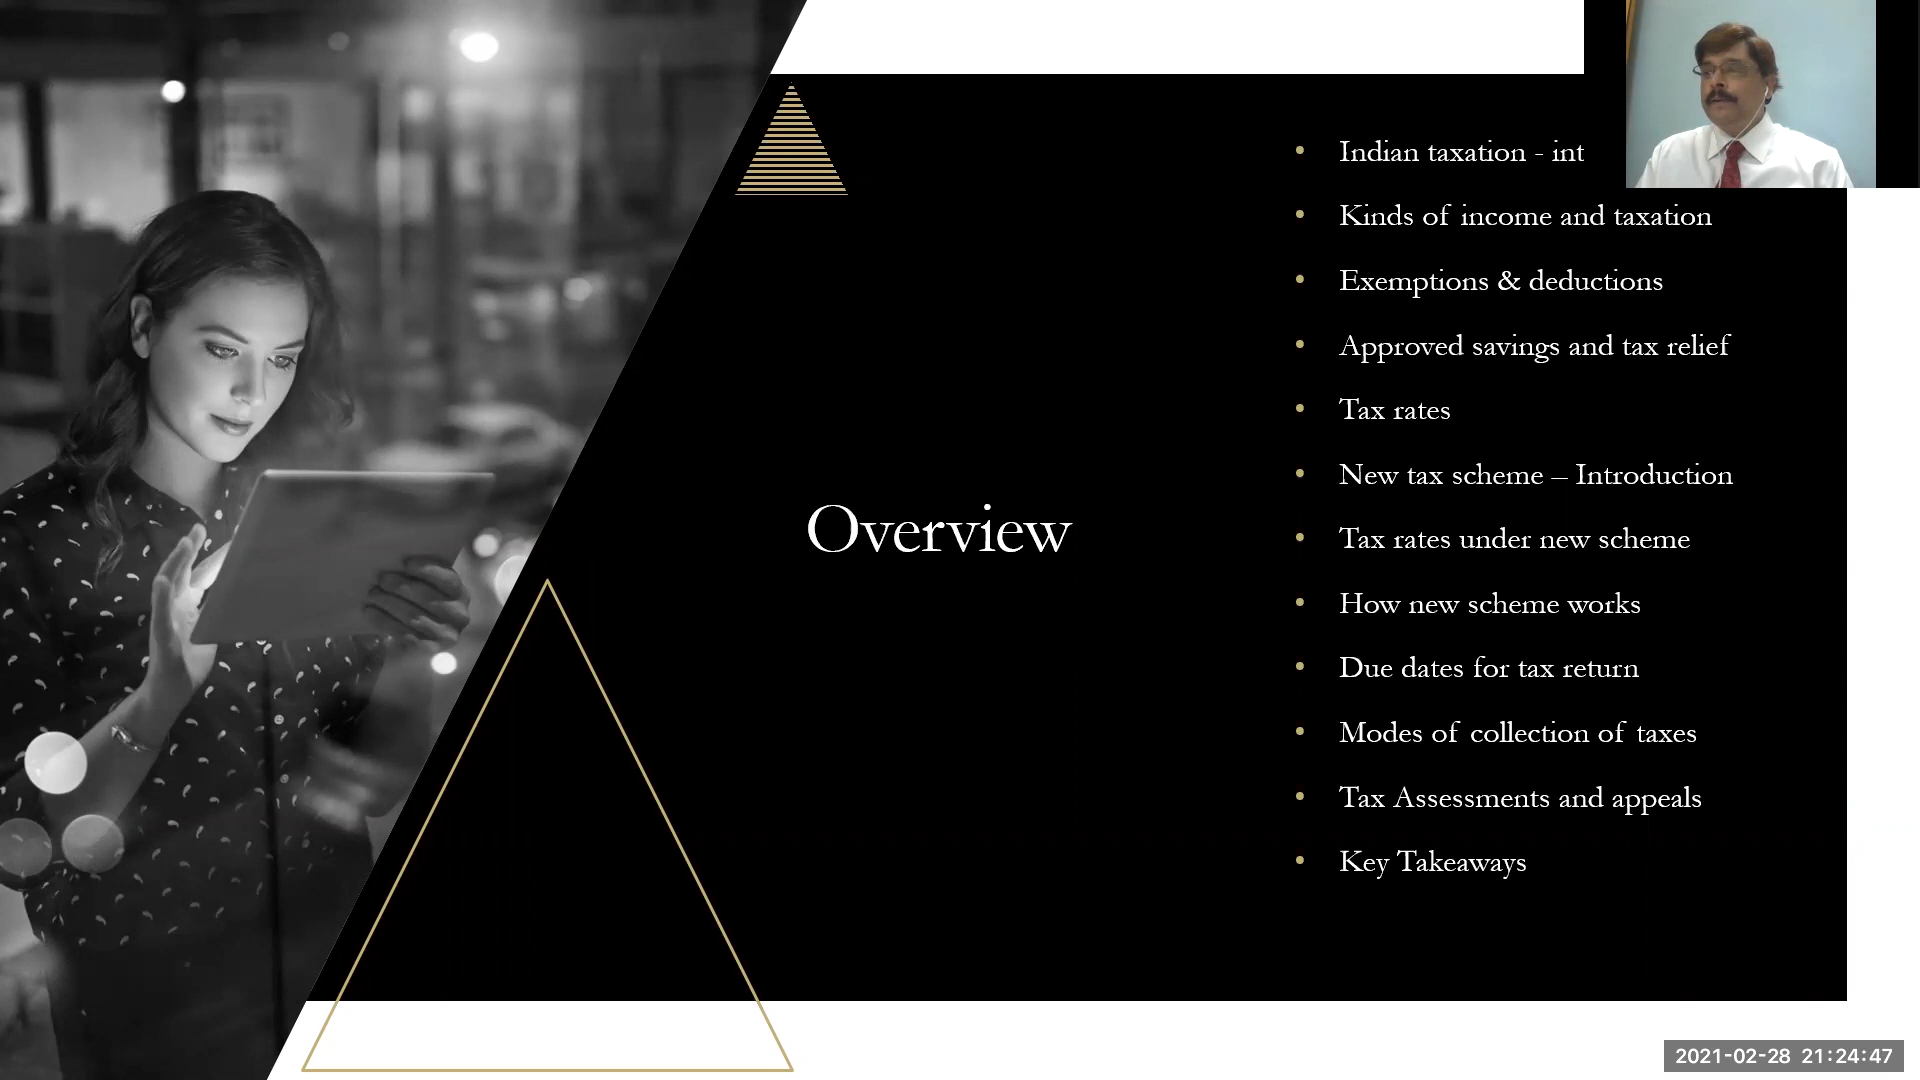 Overview
Indian taxation - int
Kinds of income and taxation
Exemptions & deductions
Approved savings and tax relief
Tax rates
New tax scheme – Introduction
Tax rates under new scheme
How new scheme works
Due dates for tax return
Modes of collection of taxes
Tax Assessments and appeals
Key Takeaways
2021-02-28 21:24:47